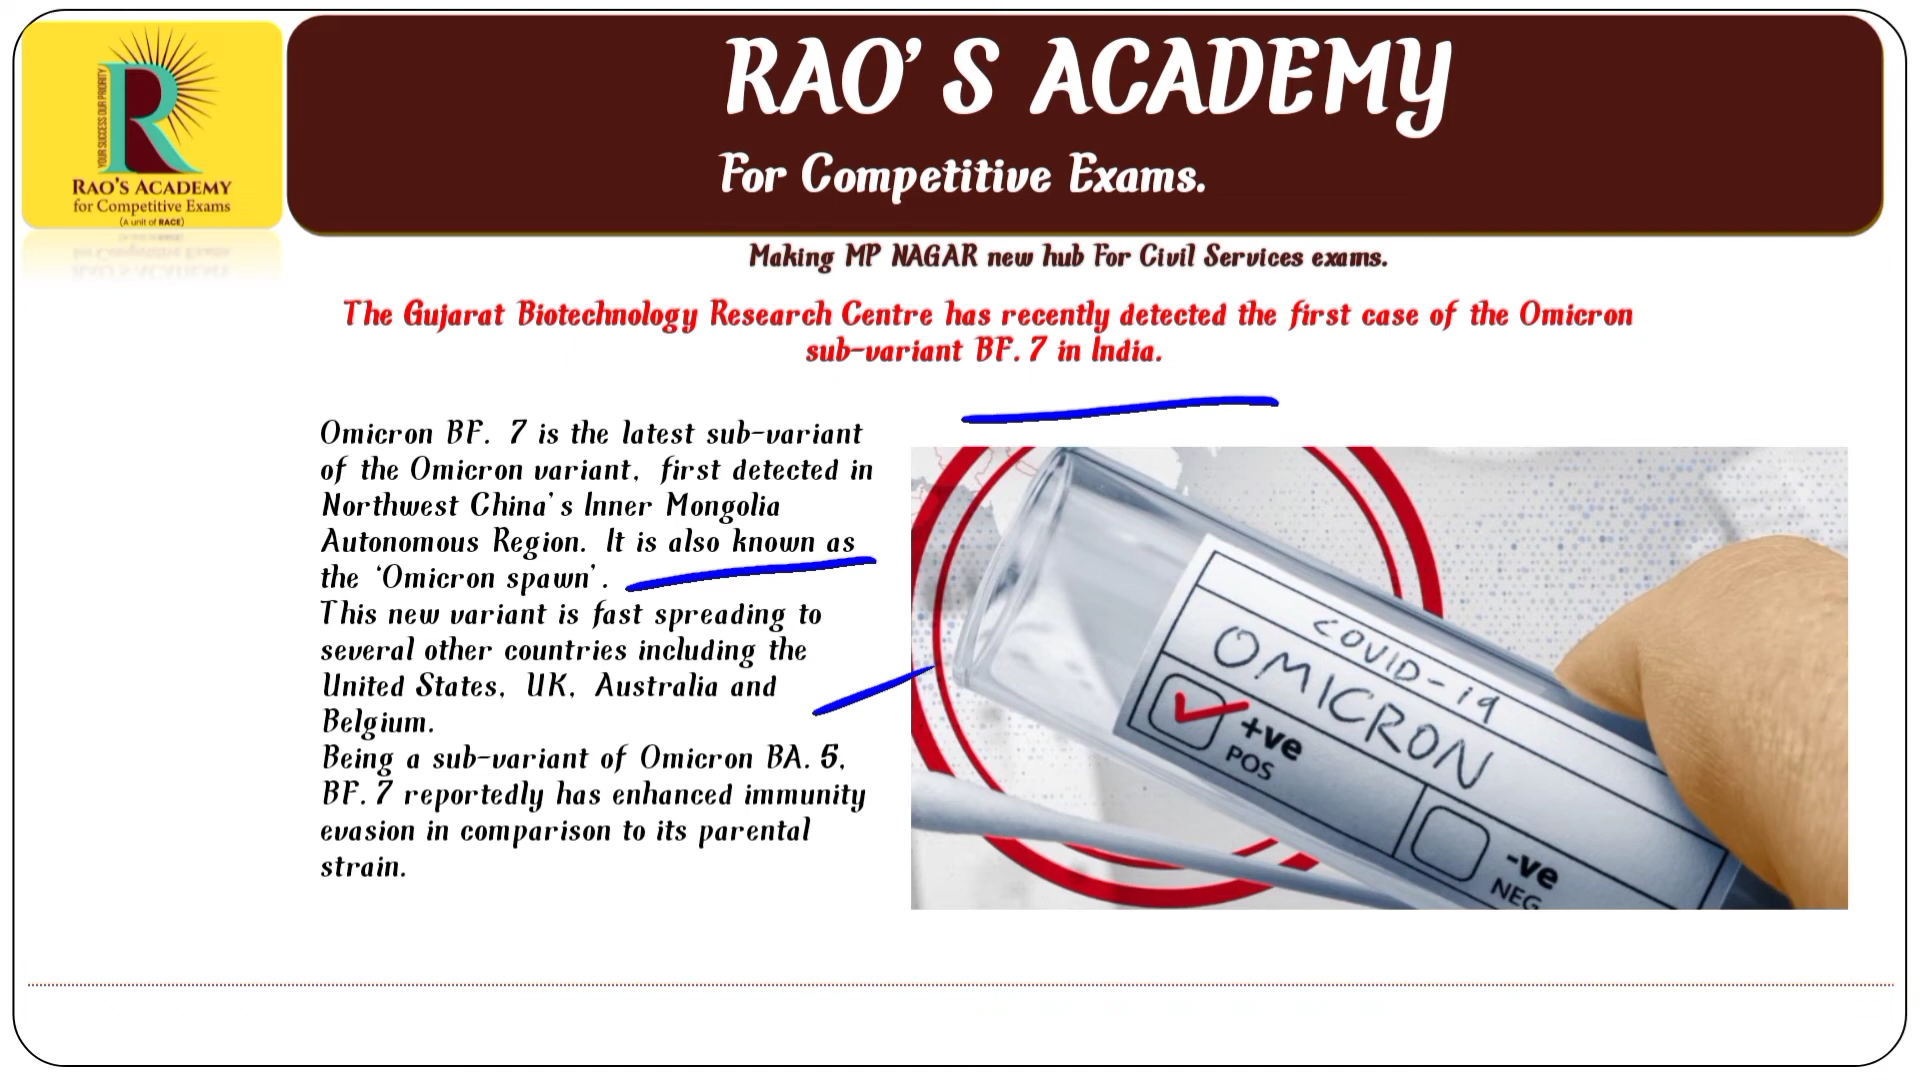 YOUR SUCCESS OUR PRIORITY
R
RAO'S ACADEMY
for Competitive Exams
(A unit of RACE)
RAO'S ACADEMY
For Competitive Exams.
Making MP NAGAR new hub For Civil Services exams.
The Gujarat Biotechnology Research Centre has recently detected the first case of the Omicron
sub-variant BF.7 in India.
Omicron BF. 7 is the latest sub-variant
of the Omicron variant, first detected in
Northwest China's Inner Mongolia
Autonomous Region. It is also known as
the 'Omicron spawn'.
This new variant is fast spreading to
several other countries including the
United States, UK, Australia and
Belgium.
Being a sub-variant of Omicron BA.5,
BF.7 reportedly has enhanced immunity
evasion in comparison to its parental
strain.
COVID-19
OMICRON
+ve
POS
-ve
NEG